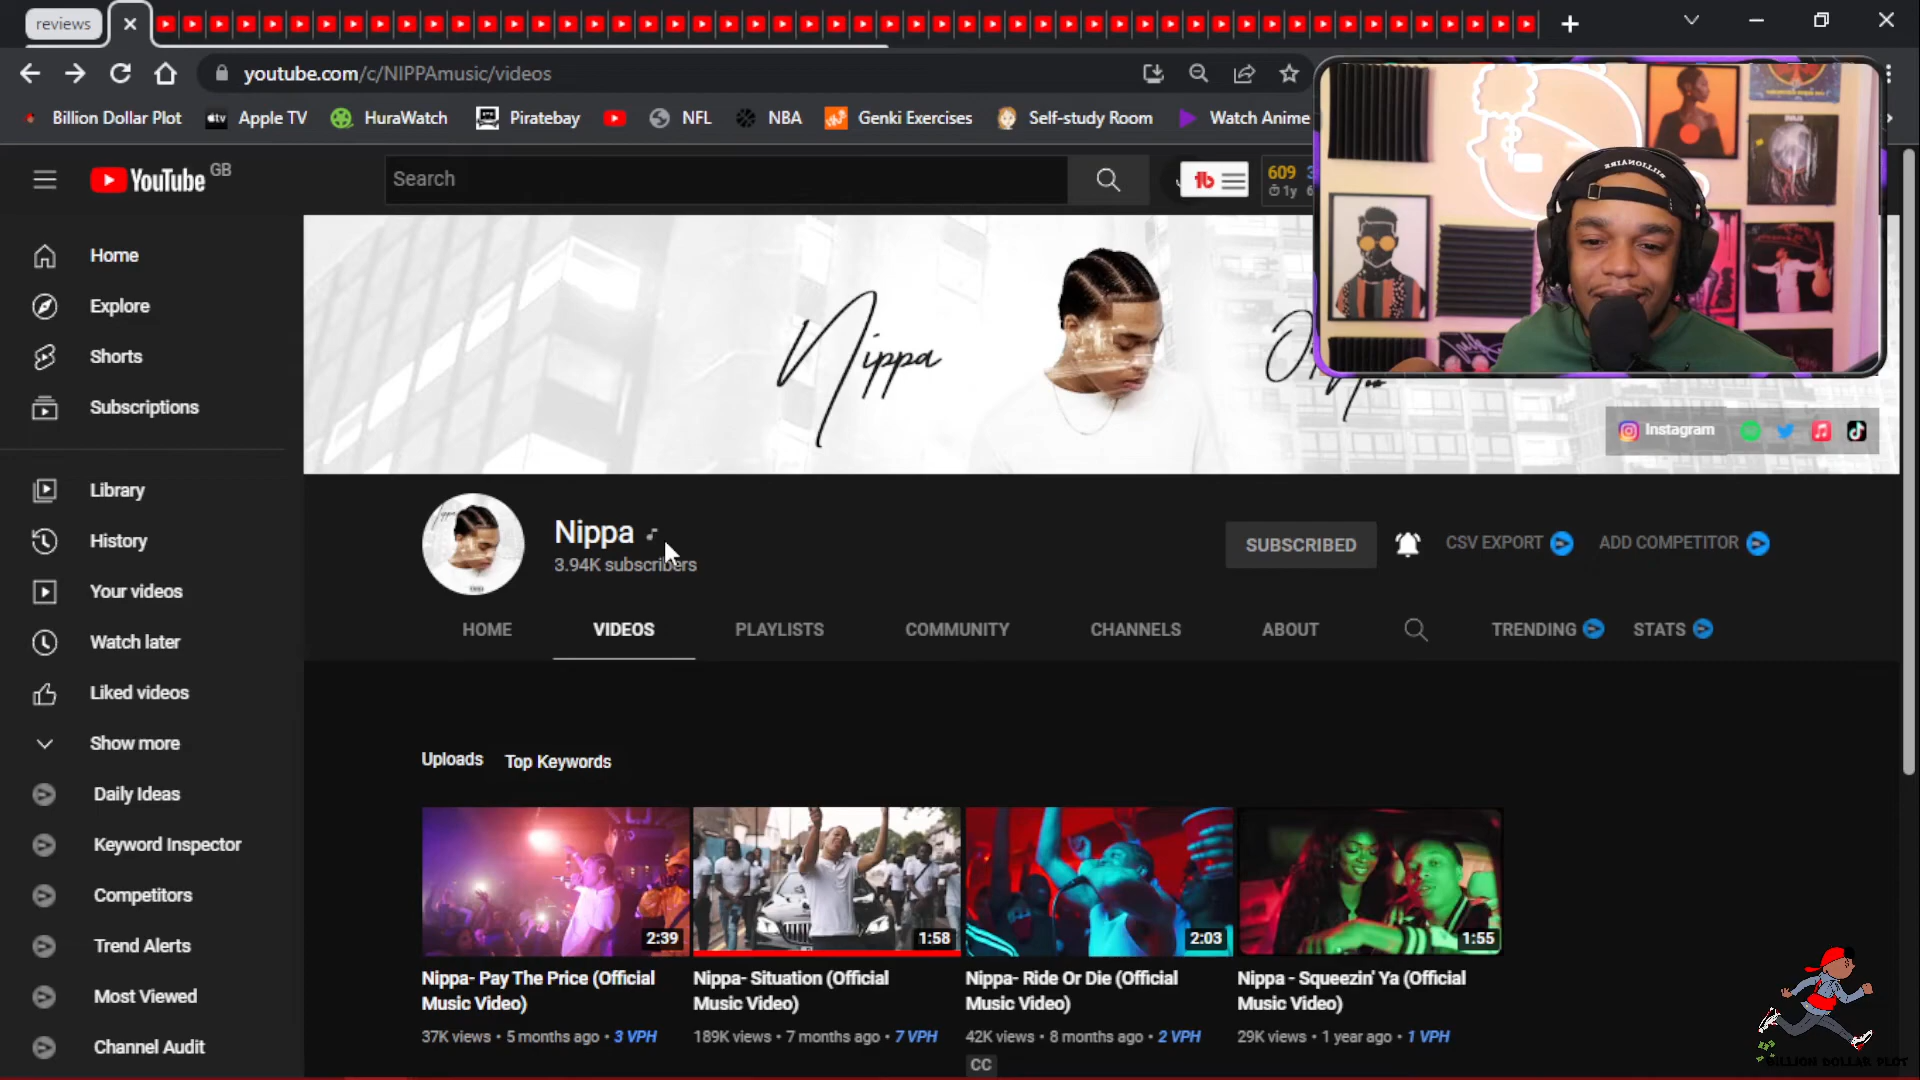 reviews
youtube.com/c/NIPPAmusic/videos
Billion Dollar Plot
Apple TV
HuraWatch
Piratebay
NFL
NBA
Genki Exercises
Self-study Room
Watch Anime
YouTube GB
Search
609
1y
Home
Explore
Shorts
Subscriptions
Library
History
Your videos
Watch later
Liked videos
Show more
Daily Ideas
Keyword Inspector
Competitors
Trend Alerts
Most Viewed
Channel Audit
Nippa
BILLIONAIRE
Instagram
Nippa
3.94K subscribers
SUBSCRIBED
CSV EXPORT
ADD COMPETITOR
HOME
VIDEOS
PLAYLISTS
COMMUNITY
CHANNELS
ABOUT
TRENDING
STATS
Uploads
Top Keywords
2:39
1:58
2:03
1:55
Nippa- Pay The Price (Official
Music Video)
37K views • 5 months ago • 3 VPH
Nippa- Situation (Official
Music Video)
189K views • 7 months ago • 7 VPH
Nippa- Ride Or Die (Official
Music Video)
42K views • 8 months ago • 2 VPH
CC
Nippa - Squeezin' Ya (Official
Music Video)
29K views • 1 year ago • 1 VPH
BILLION DOLLAR PLOT